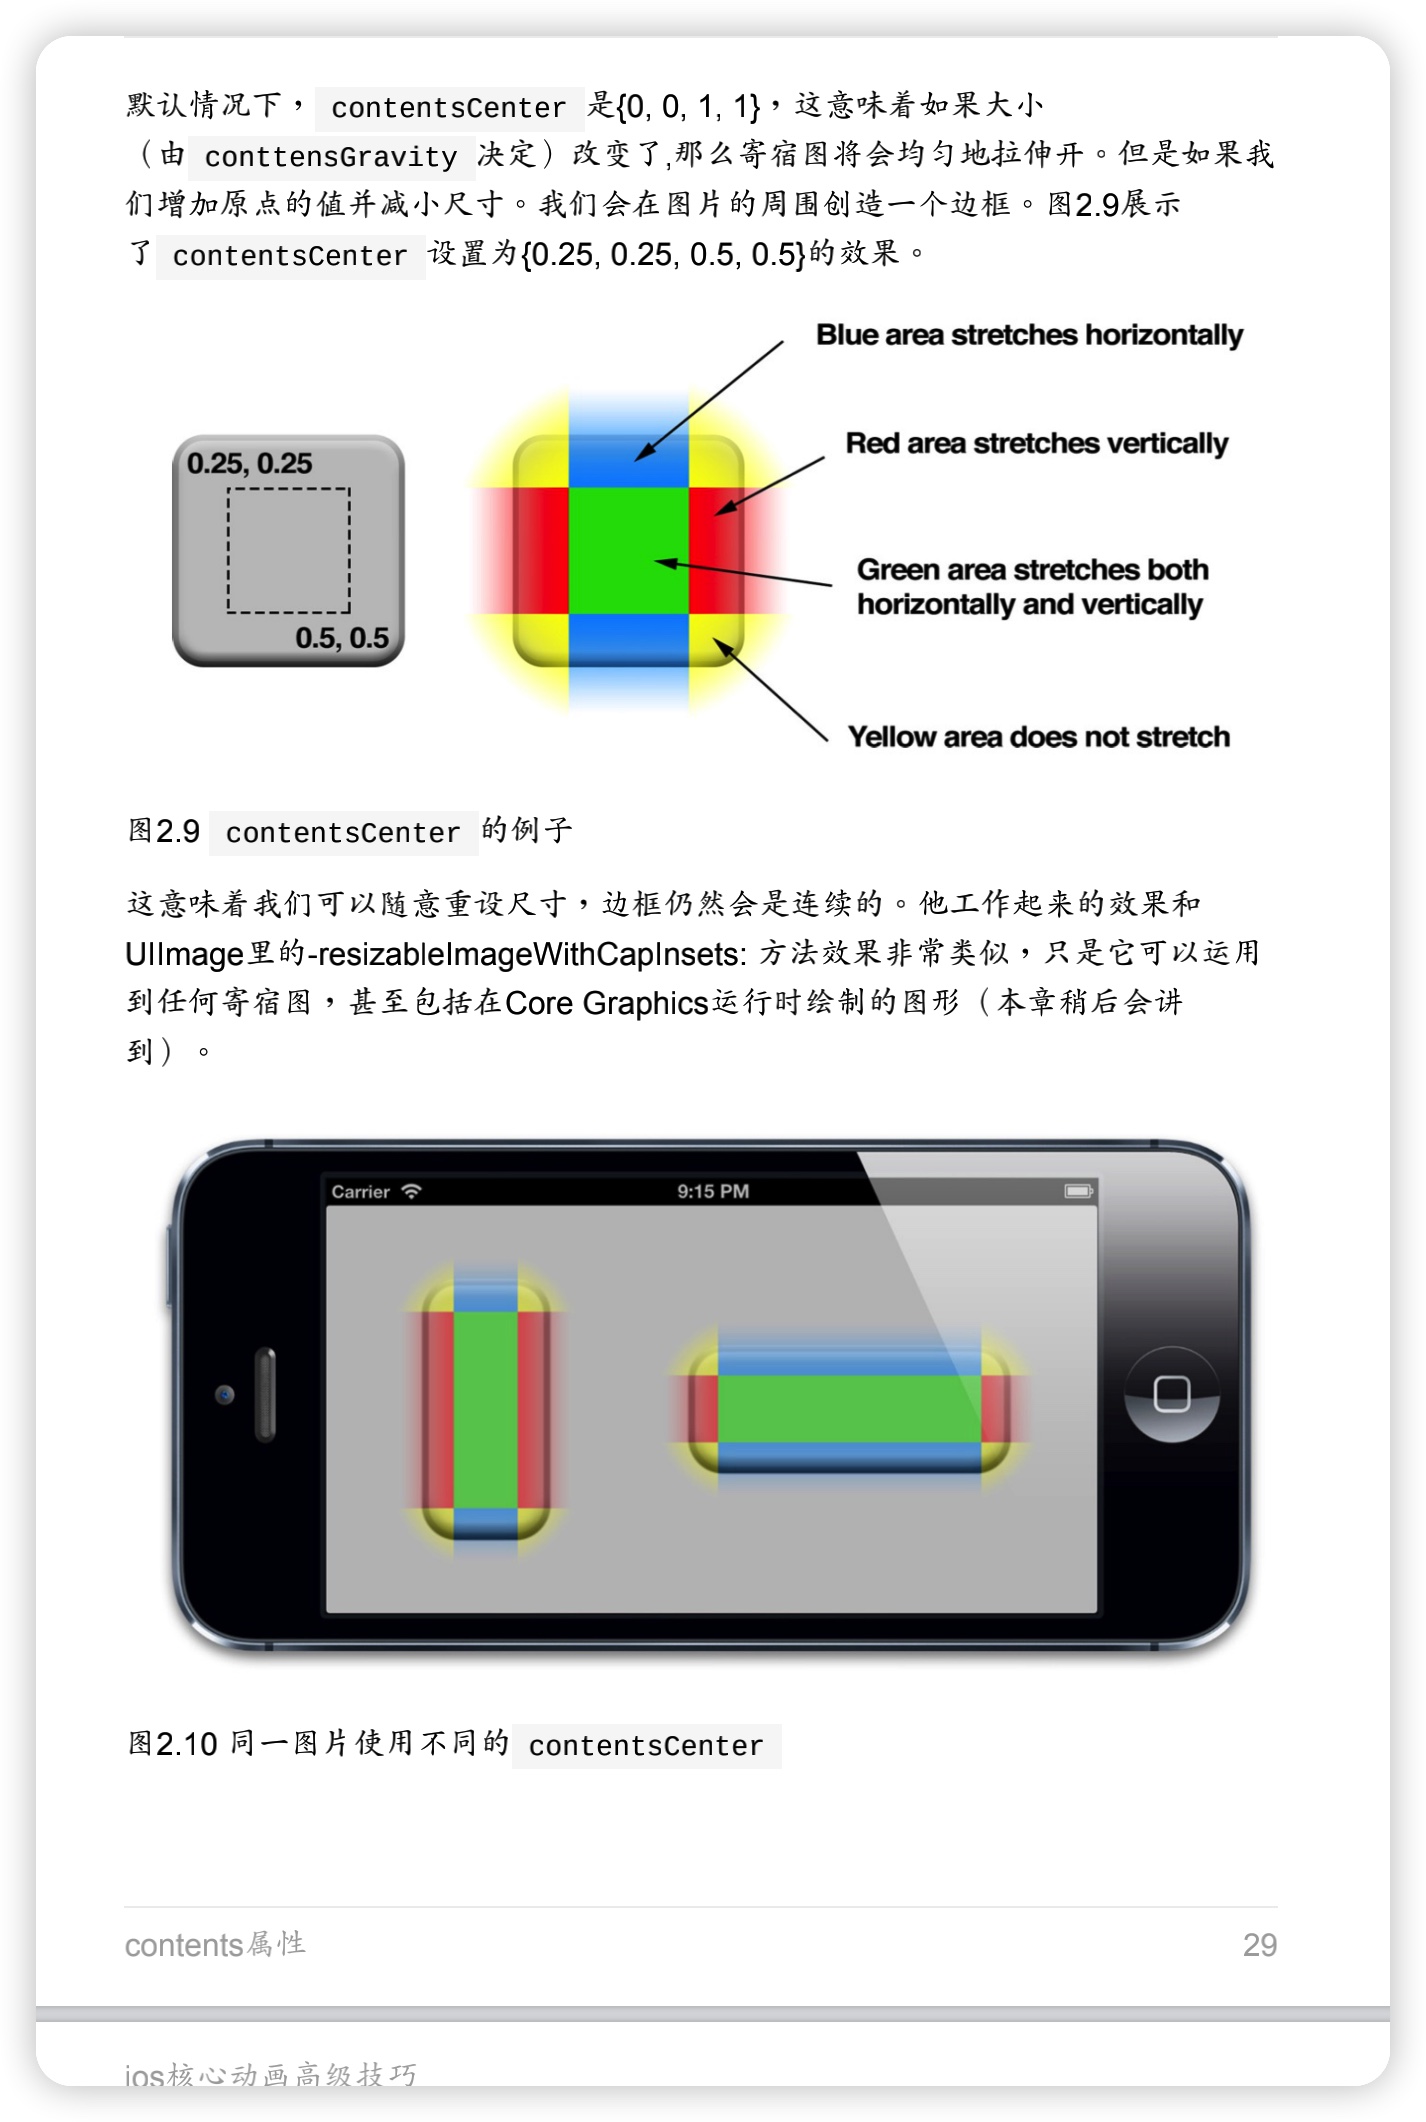 默认情况下， contentsCenter 是{0, 0, 1, 1}，这意味着如果大小
（由 conttensGravity 决定）改变了,那么寄宿图将会均匀地拉伸开。但是如果我
们增加原点的值并减小尺寸。我们会在图片的周围创造一个边框。图2.9展示
了 contentsCenter 设置为{0.25, 0.25, 0.5, 0.5}的效果。
0.25, 0.25
0.5, 0.5
Blue area stretches horizontally
Red area stretches vertically
Green area stretches both
horizontally and vertically
Yellow area does not stretch
图2.9 contentsCenter 的例子
这意味着我们可以随意重设尺寸，边框仍然会是连续的。他工作起来的效果和
UIImage里的-resizableImageWithCapInsets: 方法效果非常类似，只是它可以运用
到任何寄宿图，甚至包括在Core Graphics运行时绘制的图形（本章稍后会讲
到）。
Carrier
9:15 PM
图2.10 同一图片使用不同的 contentsCenter
contents属性
29
ios核心动画高级技巧